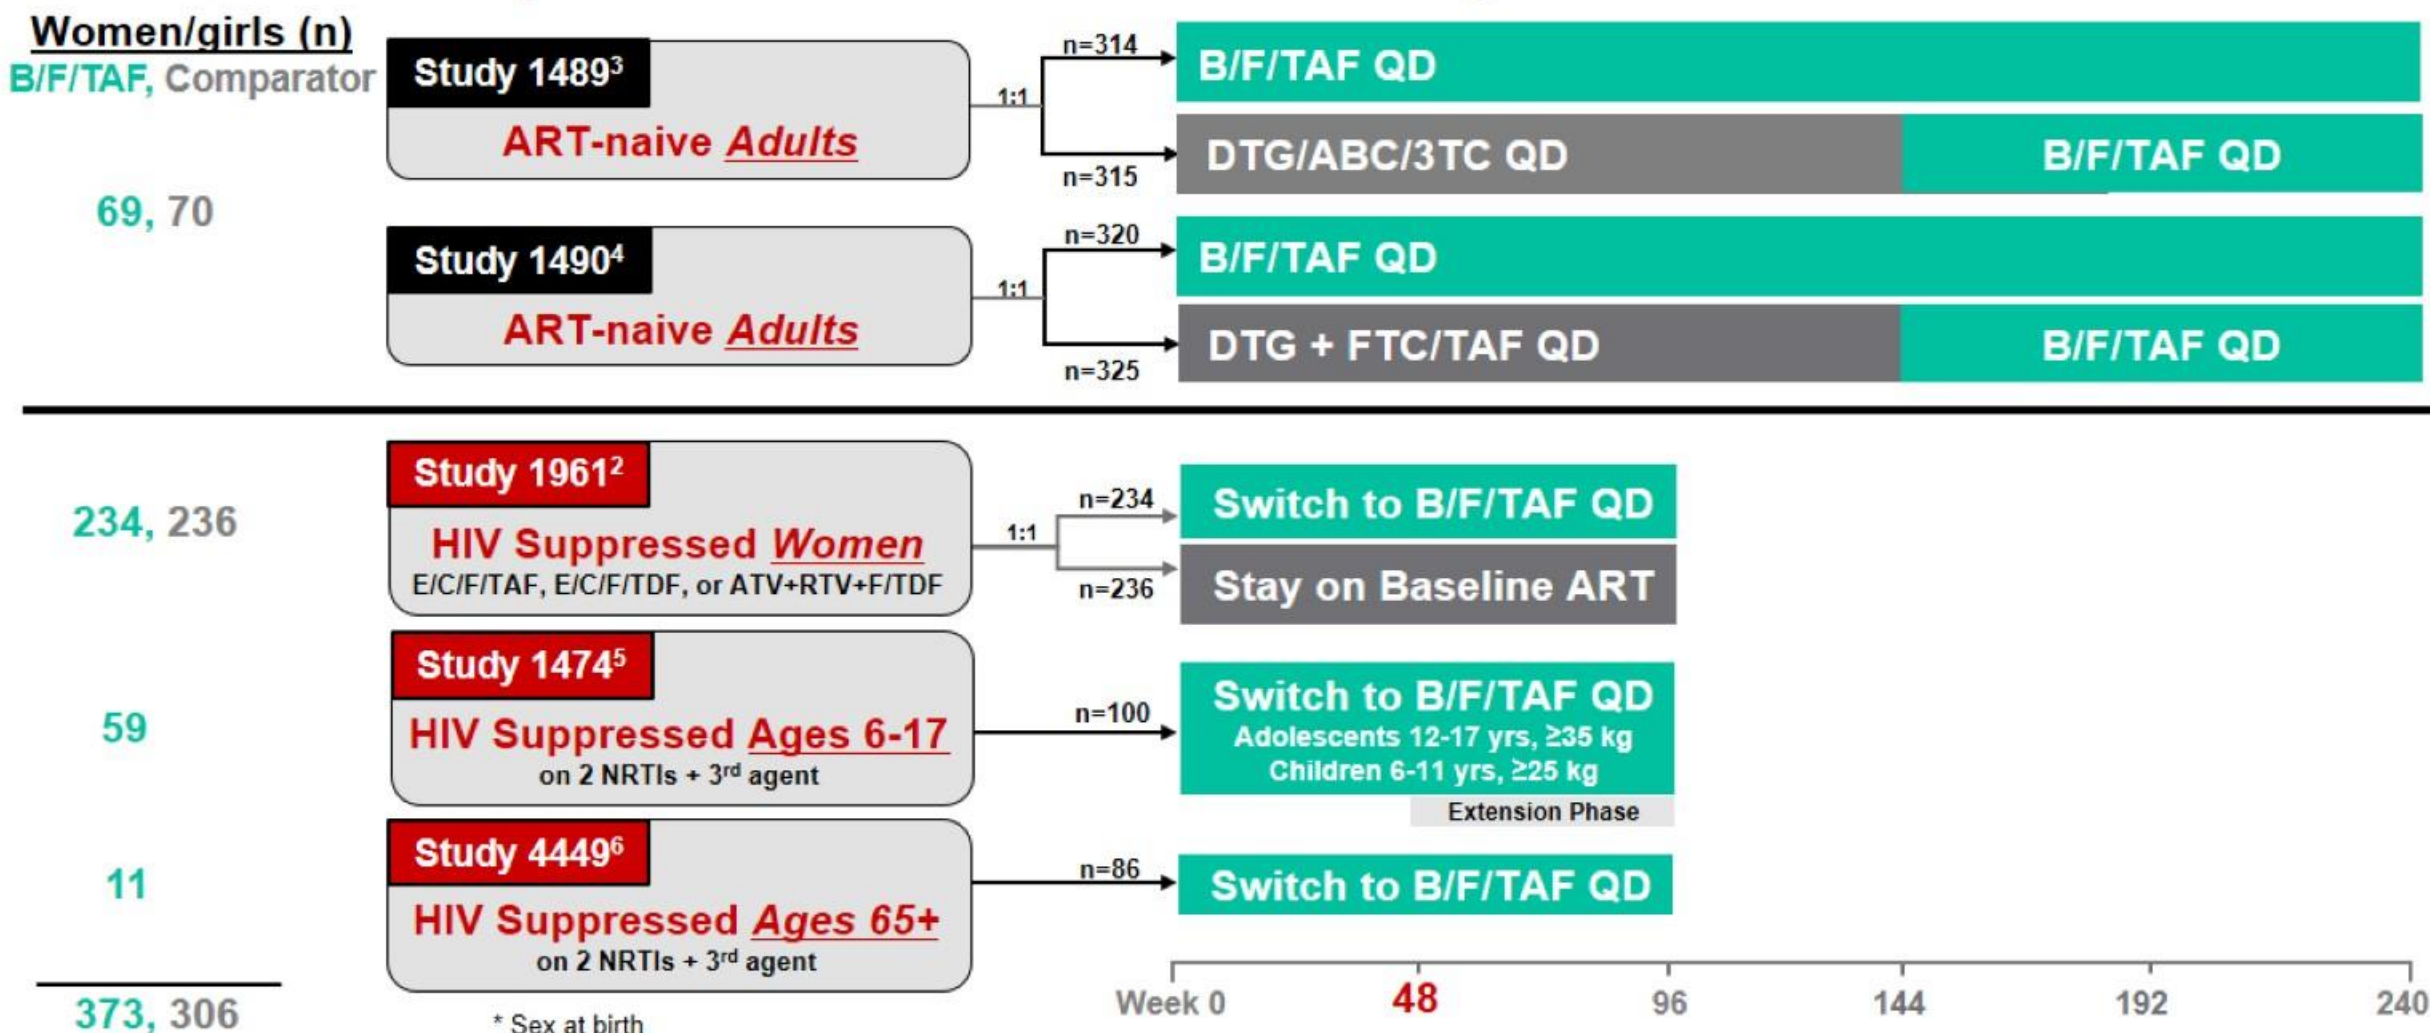 Women/girls (n)
B/F/TAF, Comparator
69, 70
234, 236
59
11
373, 306
Study 1489³
ART-naive Adults
1:1
n=314
n=315
B/F/TAF QD
DTG/ABC/3TC QD
B/F/TAF QD
Study 1490⁴
ART-naive Adults
1:1
n=320
n=325
B/F/TAF QD
DTG + FTC/TAF QD
B/F/TAF QD
Study 1961²
HIV Suppressed Women
E/C/F/TAF, E/C/F/TDF, or ATV+RTV+F/TDF
1:1
n=234
n=236
Switch to B/F/TAF QD
Stay on Baseline ART
Study 1474⁵
HIV Suppressed Ages 6-17
on 2 NRTIs + 3rd agent
n=100
Switch to B/F/TAF QD
Adolescents 12-17 yrs, ≥35 kg
Children 6-11 yrs, ≥25 kg
Extension Phase
Study 4449⁶
HIV Suppressed Ages 65+
on 2 NRTIs + 3rd agent
n=86
Switch to B/F/TAF QD
Week 0 48 96 144 192 240
* Sex at birth